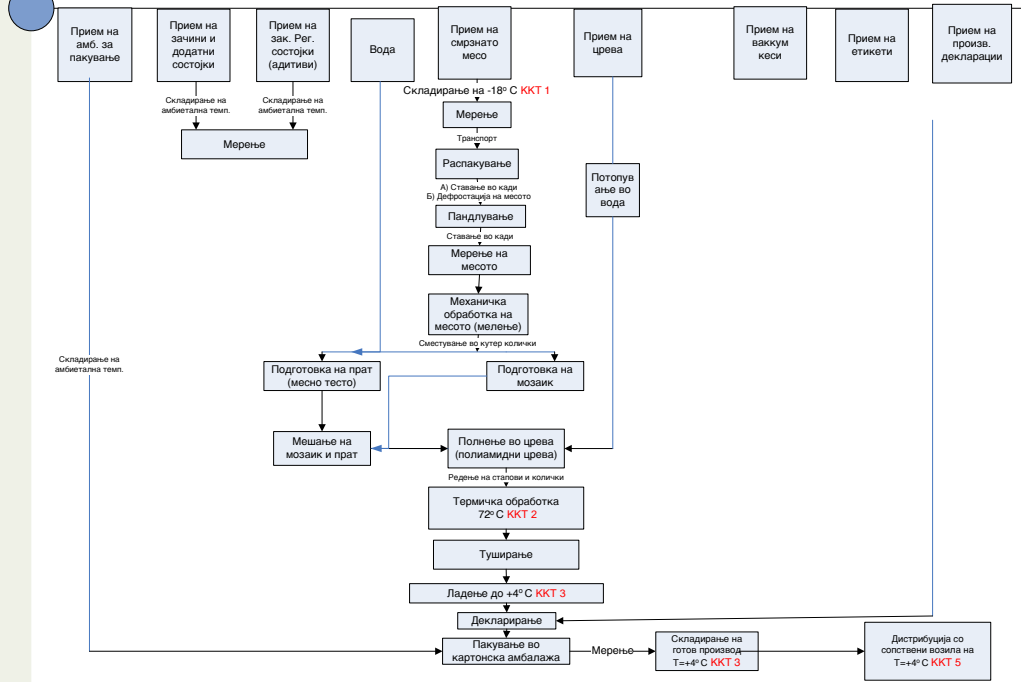 Прием на
амб. за
пакување
Прием на
зачини и
додатни
состојки
Прием на
зак. Рег.
состојки
(адитиви)
Вода
Прием на
смрзнато
месо
Прием на
црева
Прием на
ваккум
кеси
Прием на
етикети
Прием на
произв.
декларации
Складирање на
амбиетална темп.
Складирање на
амбиетална темп.
Складирање на -18º C ККТ 1
Мерење
Мерење
Транспорт
Распакување
А) Ставање во кади
Б) Дефростација на месото
Потопув
ање во
вода
Пандлување
Ставање во кади
Мерење на
месото
Механичка
обработка на
месото (мелење)
Сместување во кутер колички
Складирање на
амбиетална темп.
Подготовка на прат
(месно тесто)
Подготовка на
мозаик
Мешање на
мозаик и прат
Полнење во црева
(полиамидни црева)
Редење на стапови и колички
Термичка обработка
72º C ККТ 2
Туширање
Ладење до +4º C ККТ 3
Декларирање
Пакување во
картонска амбалажа
Мерење
Складирање на
готов производ
Т=+4º C ККТ 3
Дистрибуција со
сопствени возила на
Т=+4º C ККТ 5